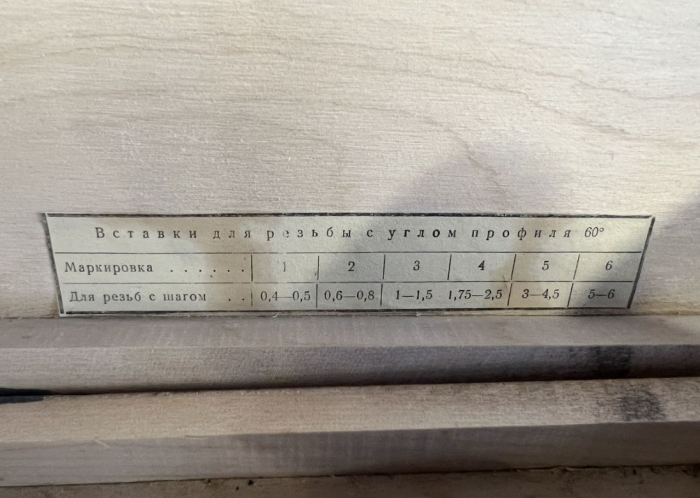 Вставки для резьбы с углом профиля 60°
Маркировка . . . . . . 1 2 3 4 5 6
Для резьб с шагом . . 0,4—0,5 0,6—0,8 1—1,5 1,75—2,5 3—4,5 5—6